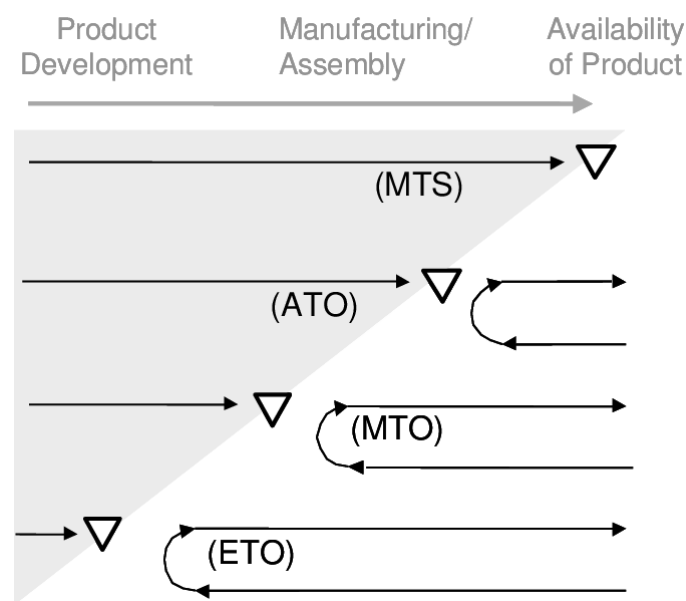 Product
Development
Manufacturing/
Assembly
Availability
of Product
(MTS)
(ATO)
(MTO)
(ETO)